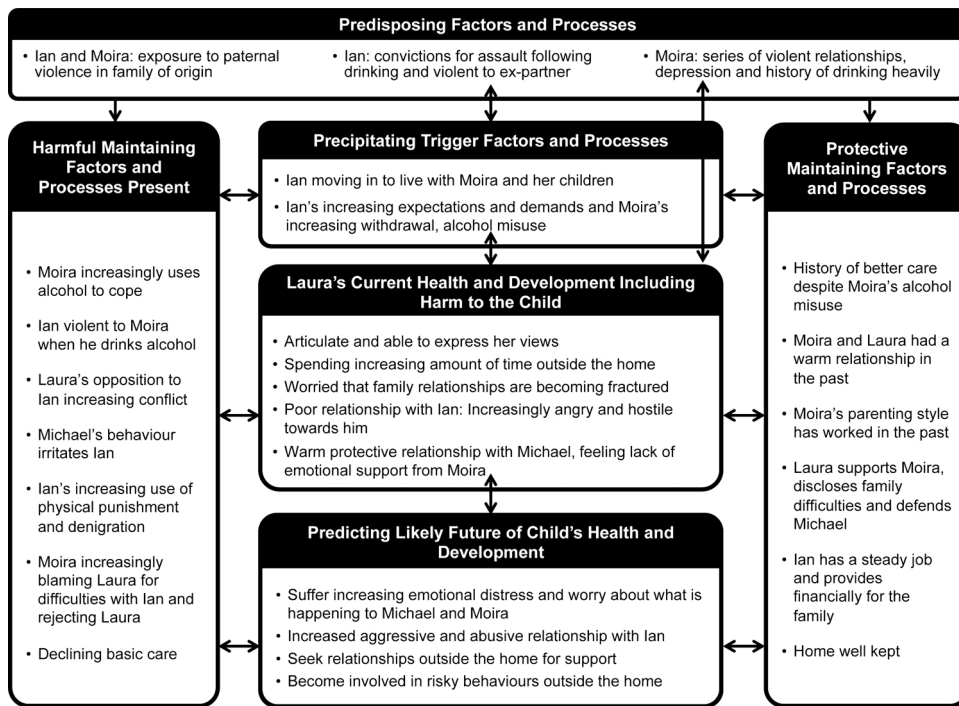 Predisposing Factors and Processes
• Ian and Moira: exposure to paternal
violence in family of origin
• Ian: convictions for assault following
drinking and violent to ex-partner
• Moira: series of violent relationships,
depression and history of drinking heavily
Harmful Maintaining
Factors and
Processes Present
• Moira increasingly uses
alcohol to cope
• Ian violent to Moira
when he drinks alcohol
• Laura’s opposition to
Ian increasing conflict
• Michael’s behaviour
irritates Ian
• Ian’s increasing use of
physical punishment
and denigration
• Moira increasingly
blaming Laura for
difficulties with Ian and
rejecting Laura
• Declining basic care
Precipitating Trigger Factors and Processes
• Ian moving in to live with Moira and her children
• Ian’s increasing expectations and demands and Moira’s
increasing withdrawal, alcohol misuse
Laura’s Current Health and Development Including
Harm to the Child
• Articulate and able to express her views
• Spending increasing amount of time outside the home
• Worried that family relationships are becoming fractured
• Poor relationship with Ian: Increasingly angry and hostile
towards him
• Warm protective relationship with Michael, feeling lack of
emotional support from Moira
Predicting Likely Future of Child’s Health and
Development
• Suffer increasing emotional distress and worry about what is
happening to Michael and Moira
• Increased aggressive and abusive relationship with Ian
• Seek relationships outside the home for support
• Become involved in risky behaviours outside the home
Protective
Maintaining Factors
and Processes
• History of better care
despite Moira’s alcohol
misuse
• Moira and Laura had a
warm relationship in
the past
• Moira’s parenting style
has worked in the past
• Laura supports Moira,
discloses family
difficulties and defends
Michael
• Ian has a steady job
and provides
financially for the
family
• Home well kept